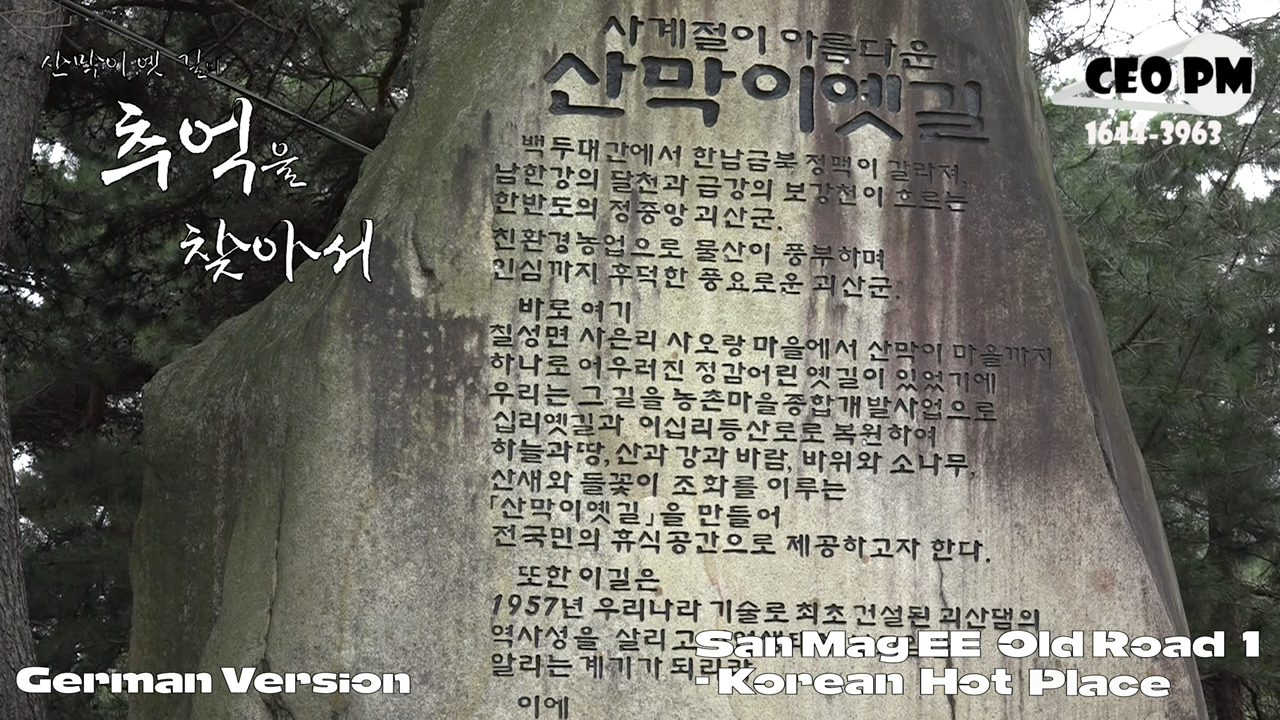 산막이옛 길의
추억을
찾아서
CEO PM
1644-3963
사계절이 아름다운
산막이옛길
백두대간에서 한남금북 정맥이 갈라져,
남한강의 달천과 금강의 보강천이 흐르는
한반도의 정중앙 괴산군.
친환경농업으로 물산이 풍부하며
인심까지 후덕한 풍요로운 괴산군.
바로 여기
칠성면 사은리 사오랑 마을에서 산막이 마을까지
하나로 어우러진 정감어린 옛길이 있었기에
우리는 그 길을 농촌마을종합개발사업으로
십리옛길과 이십리등산로로 복원하여
하늘과 땅, 산과 강과 바람, 바위와 소나무,
산새와 들꽃이 조화를 이루는
「산막이옛길」을 만들어
전국민의 휴식공간으로 제공하고자 한다.
또한 이길은
1957년 우리나라 기술로 최초 건설된 괴산댐의
역사성을 살리고
알리는 계기가 되리라
이에
German Version
San Mag EE Old Road 1
- Korean Hot Place